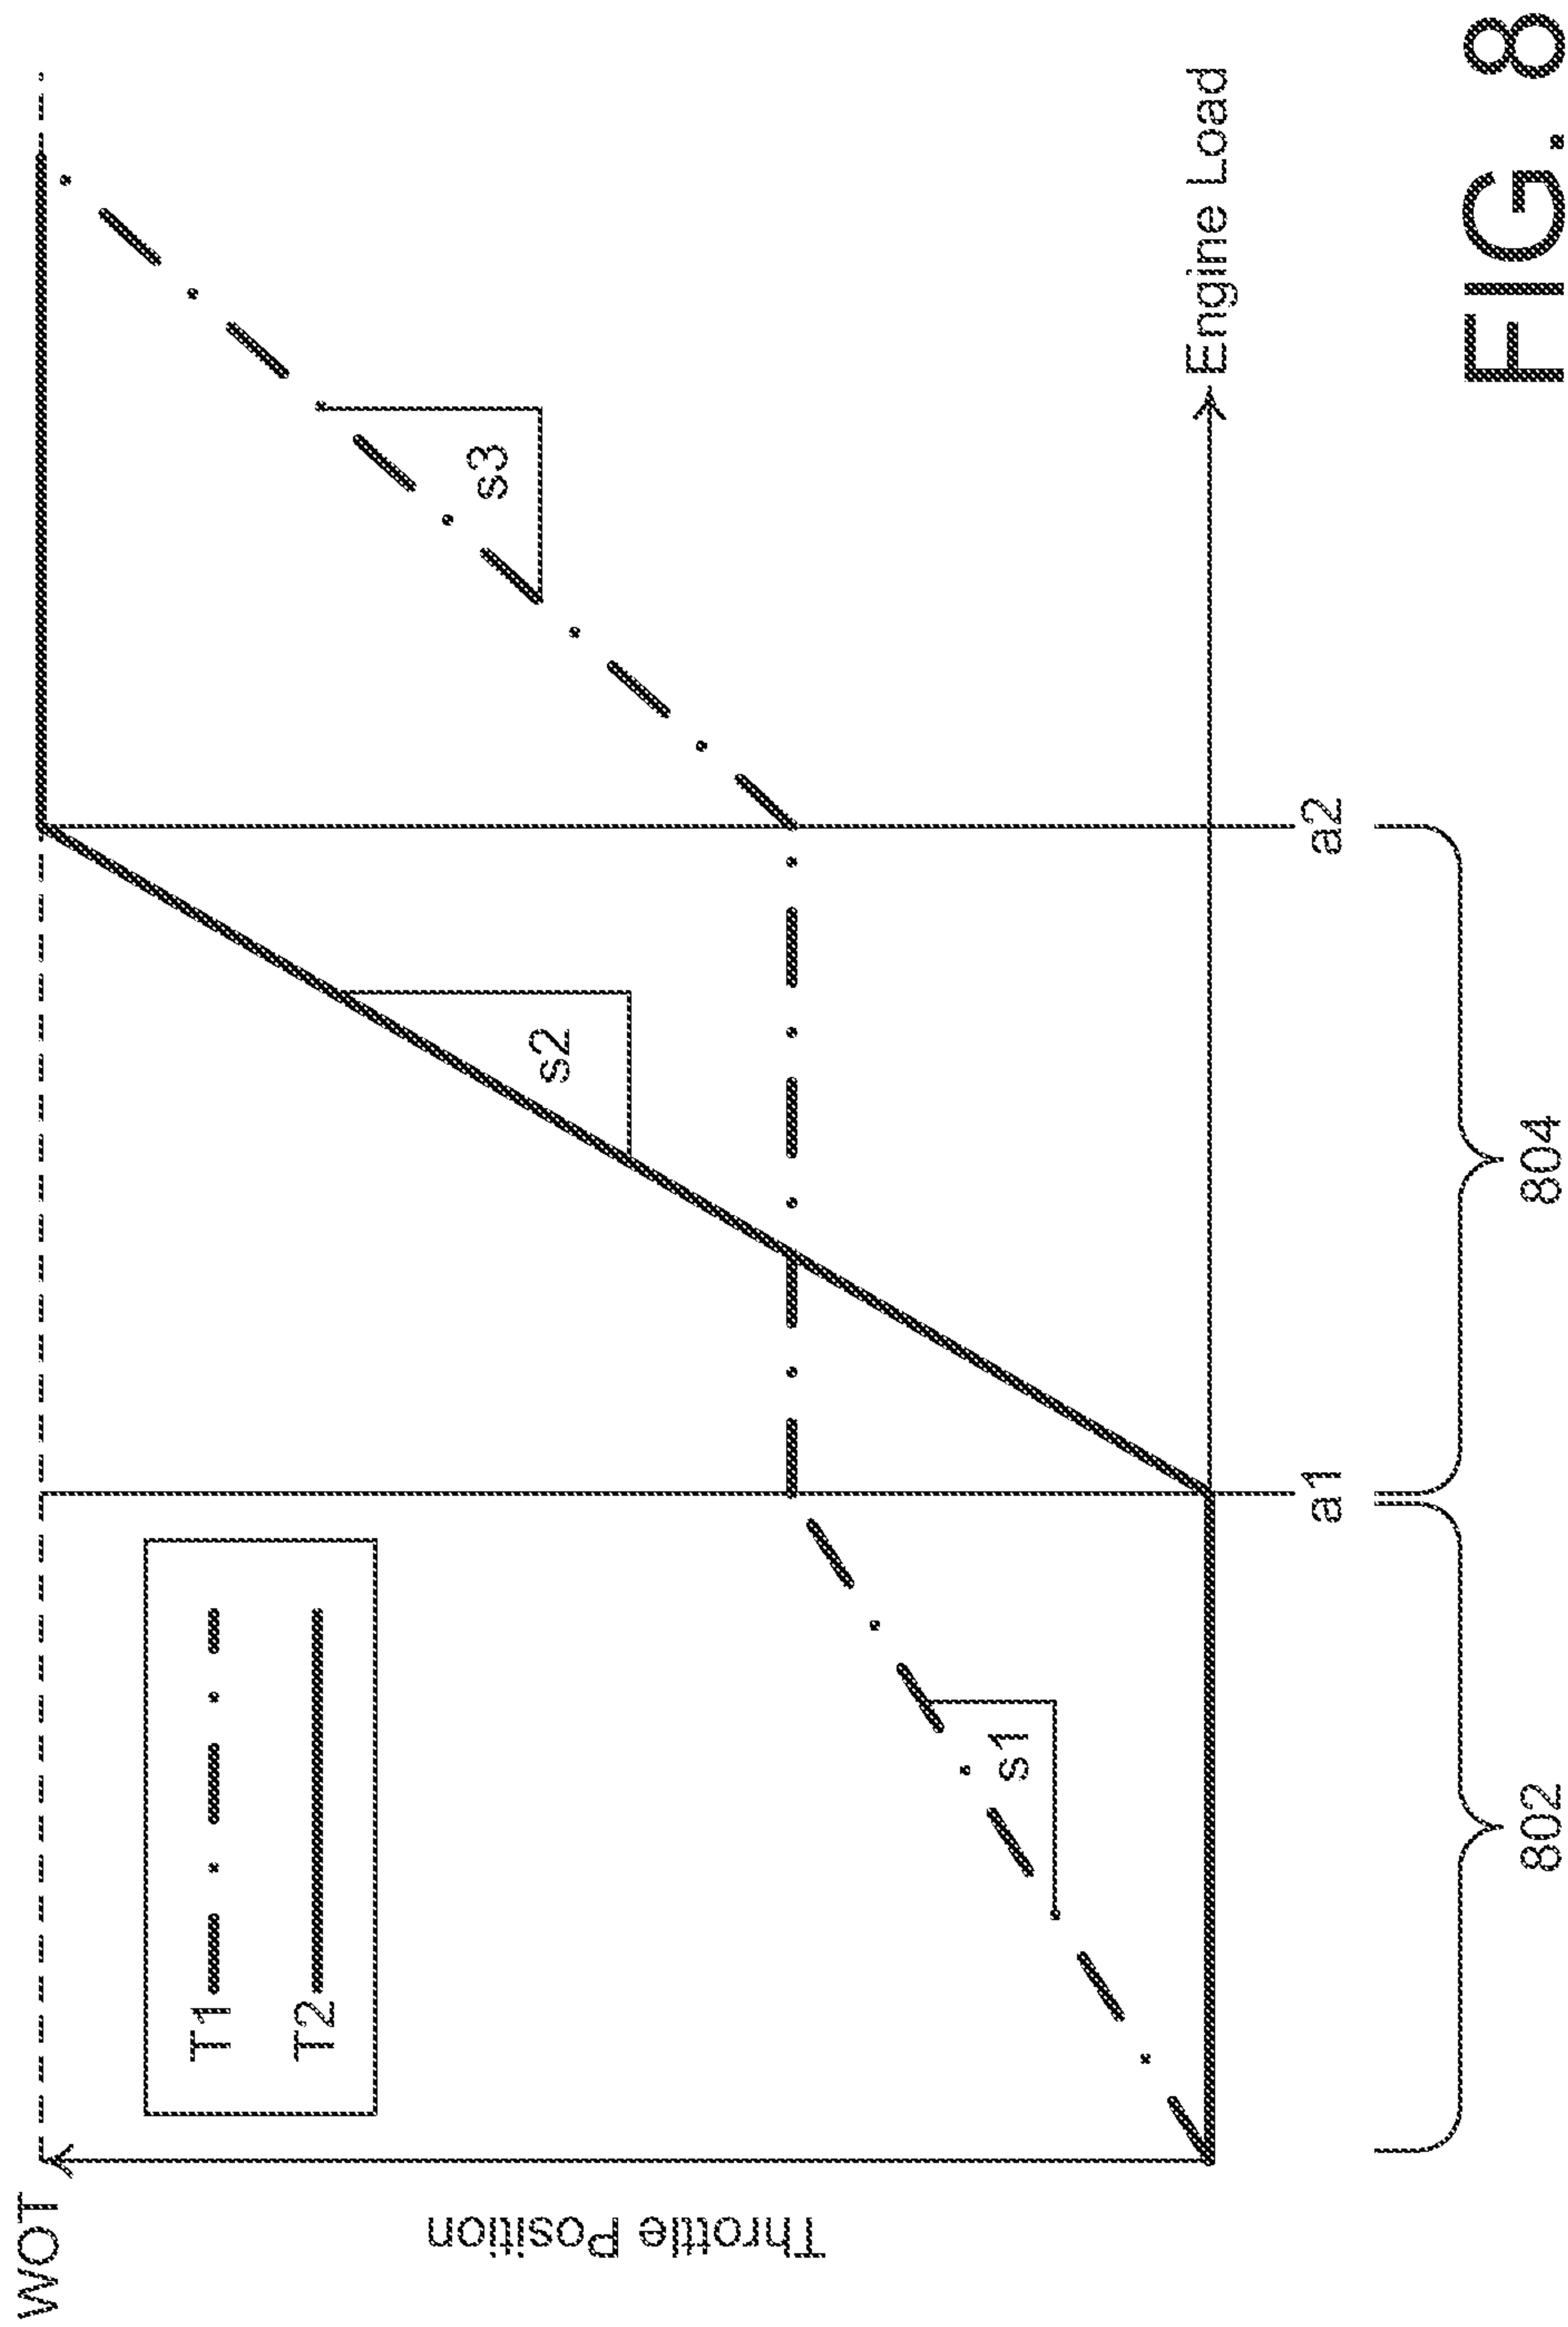 WOT
Throttle Position
T1
T2
s1
s2
s3
Engine Load
a1
a2
802
804
FIG. 8